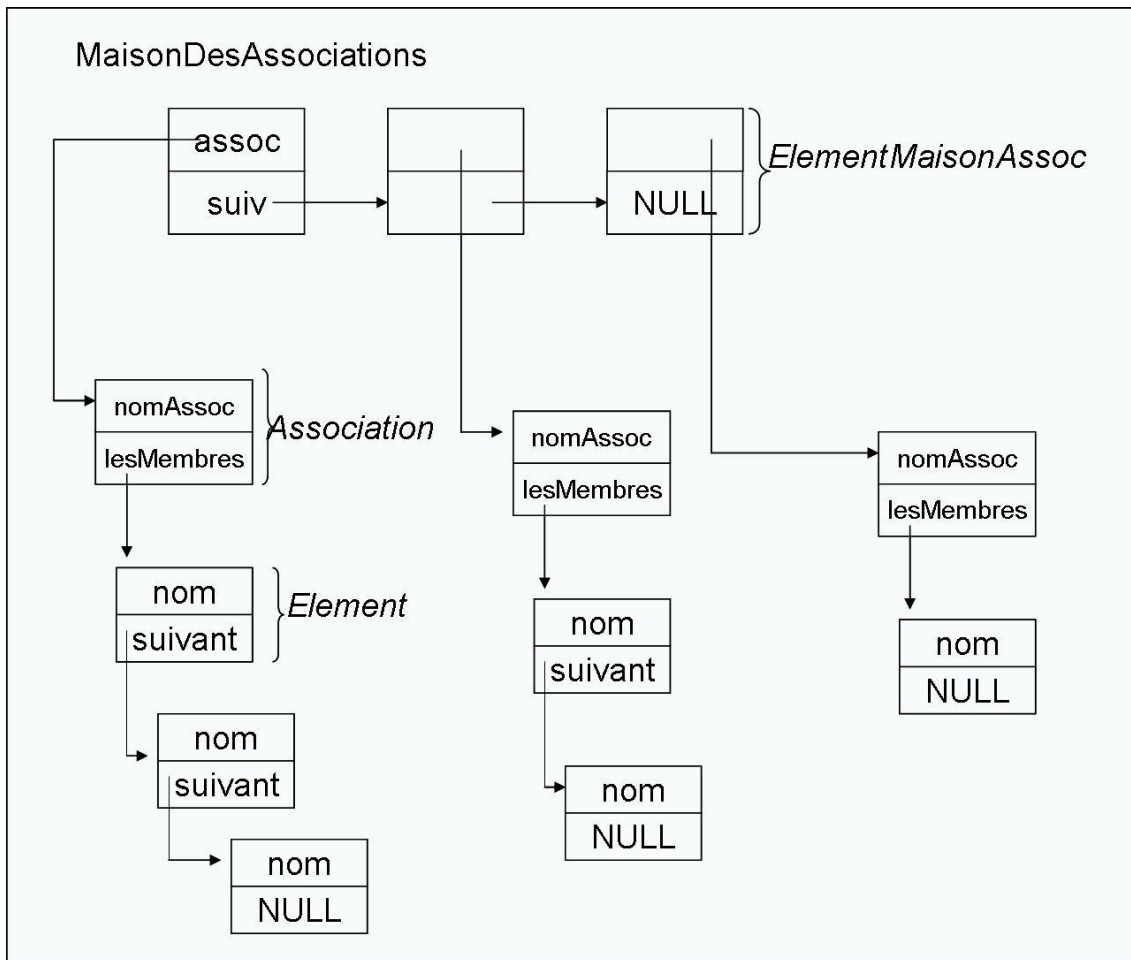 MaisonDesAssociations
assoc
suiv
NULL
ElementMaisonAssoc
nomAssoc
lesMembres
Association
nomAssoc
lesMembres
nomAssoc
lesMembres
nom
suivant
Element
nom
suivant
nom
NULL
nom
suivant
nom
NULL
nom
NULL